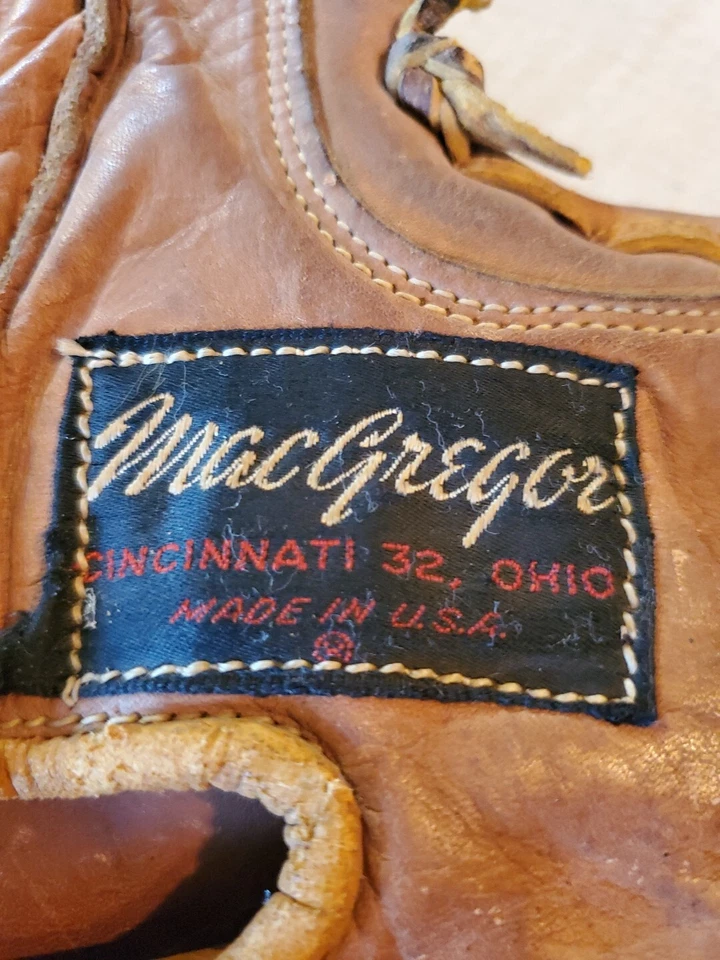 MacGregor
CINCINNATI 32, OHIO
MADE IN U.S.A.
®